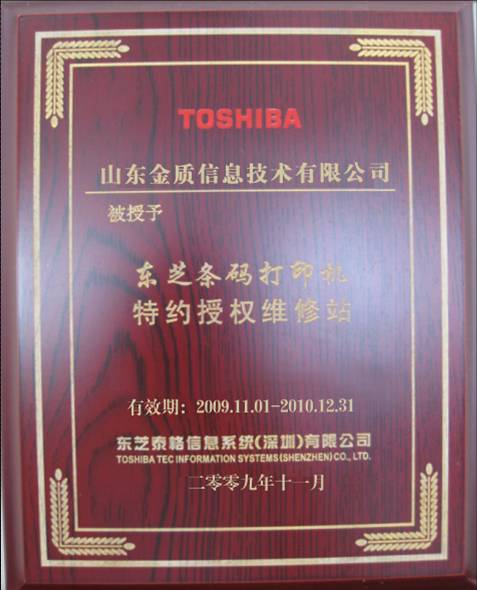 TOSHIBA
山东金质信息技术有限公司
被授予
东芝条码打印机
特约授权维修站
有效期：2009.11.01-2010.12.31
东芝泰格信息系统(深圳)有限公司
TOSHIBA TEC INFORMATION SYSTEMS(SHENZHEN)CO., LTD.
二零零九年十一月